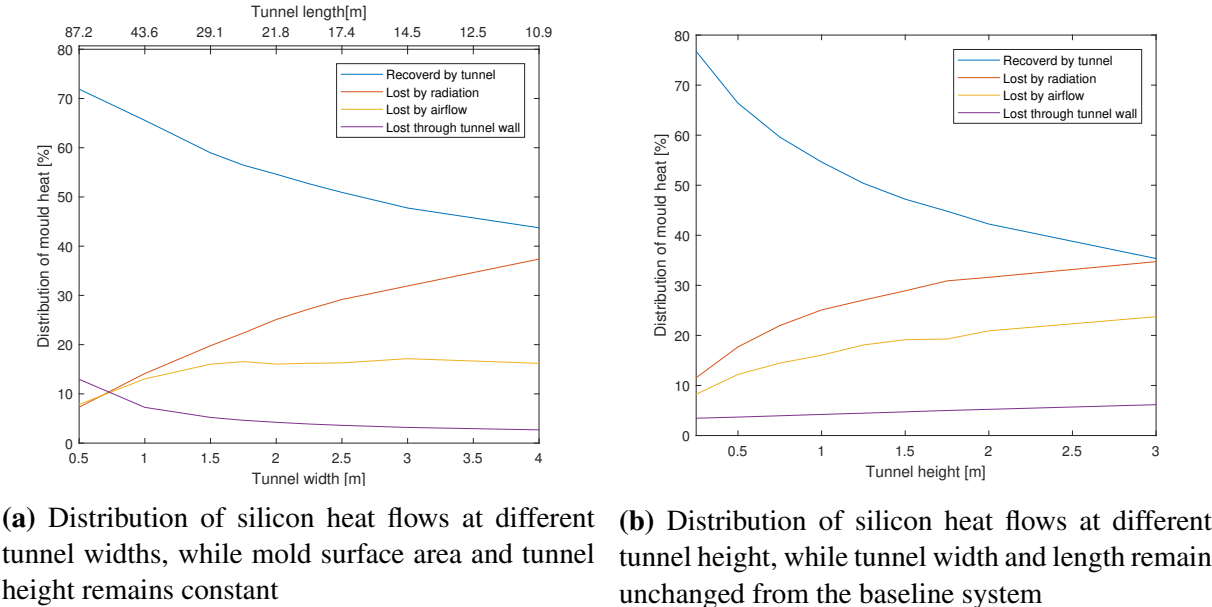 Tunnel length[m]
87.2 43.6 29.1 21.8 17.4 14.5 12.5 10.9
80
70
60
50
40
30
20
10
0
Distribution of mould heat [%]
Recoverd by tunnel
Lost by radiation
Lost by airflow
Lost through tunnel wall
0.5 1 1.5 2 2.5 3 3.5 4
Tunnel width [m]
(a) Distribution of silicon heat flows at different
tunnel widths, while mold surface area and tunnel
height remains constant
80
70
60
50
40
30
20
10
0
Distribution of mould heat [%]
Recoverd by tunnel
Lost by radiation
Lost by airflow
Lost through tunnel wall
0.5 1 1.5 2 2.5 3
Tunnel height [m]
(b) Distribution of silicon heat flows at different
tunnel height, while tunnel width and length remain
unchanged from the baseline system